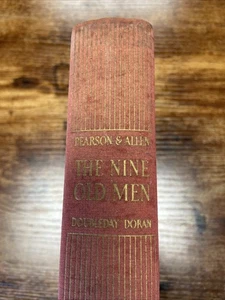 PEARSON & ALLEN
THE NINE
OLD MEN
DOUBLEDAY DORAN